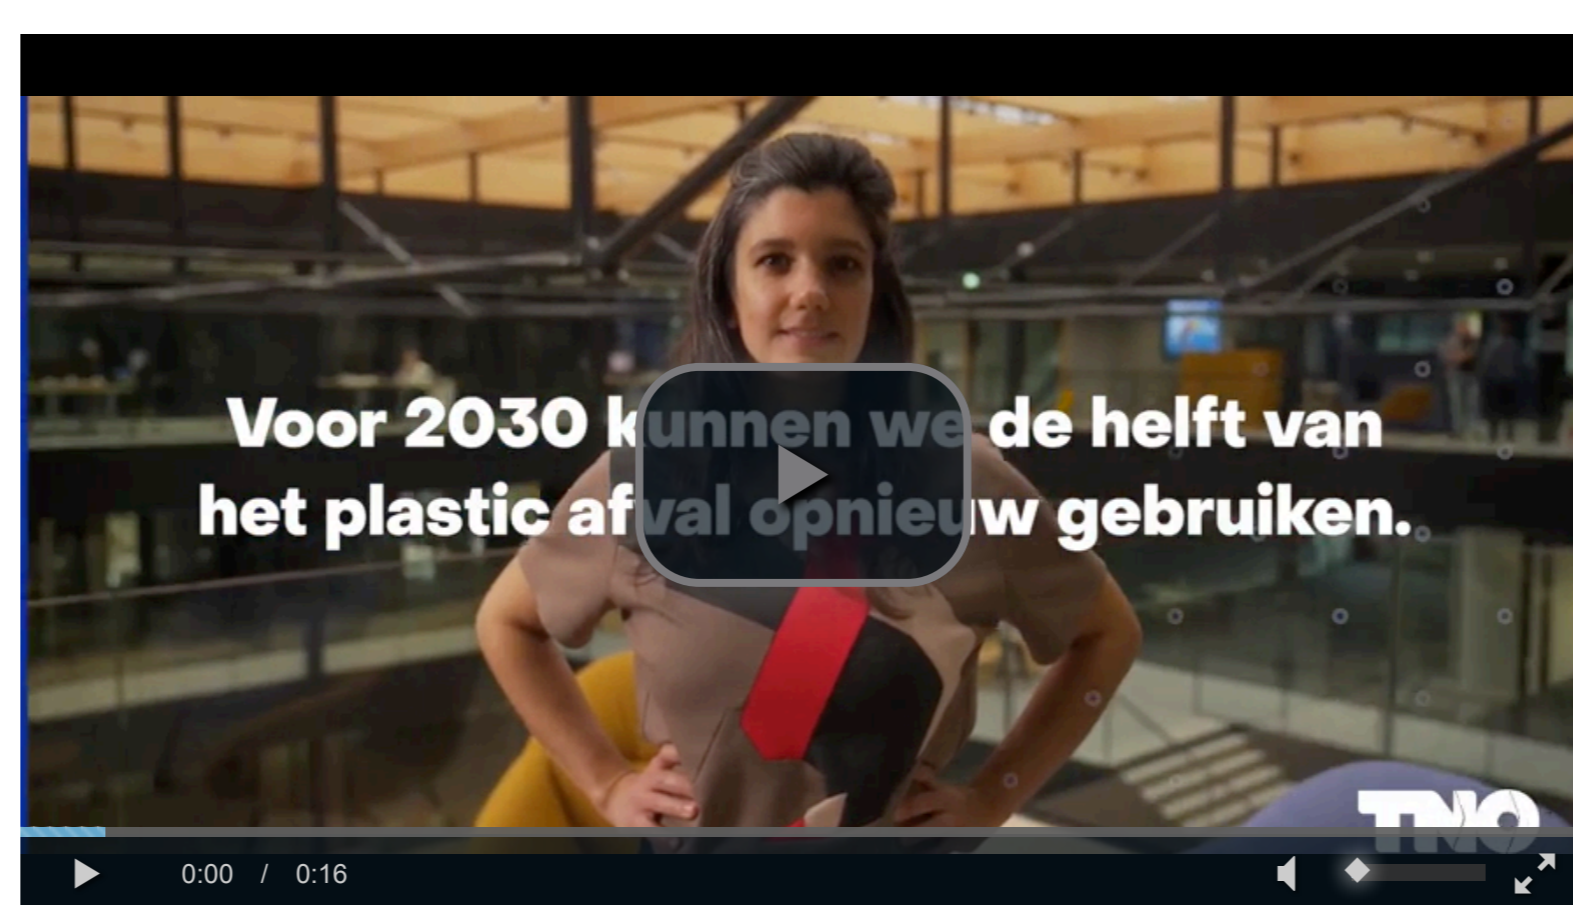 Voor 2030 kunnen we de helft van
het plastic afval opnieuw gebruiken.
TNO
0:00 / 0:16